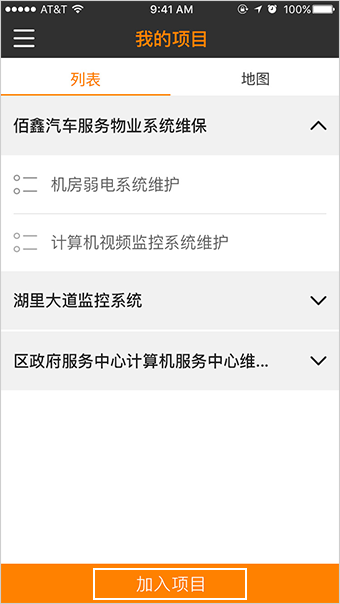 AT&T 9:41 AM 100%
我的项目
列表 地图
佰鑫汽车服务物业系统维保
机房弱电系统维护
计算机视频监控系统维护
湖里大道监控系统
区政府服务中心计算机服务中心维...
加入项目